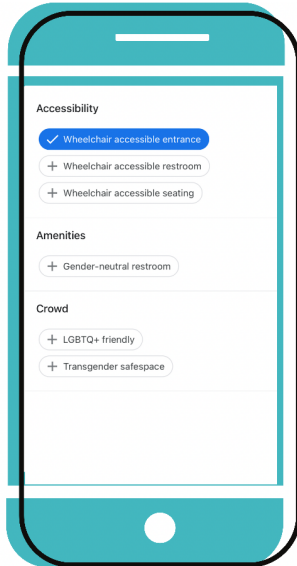 Accessibility
Wheelchair accessible entrance
Wheelchair accessible restroom
Wheelchair accessible seating
Amenities
Gender-neutral restroom
Crowd
LGBTQ+ friendly
Transgender safespace